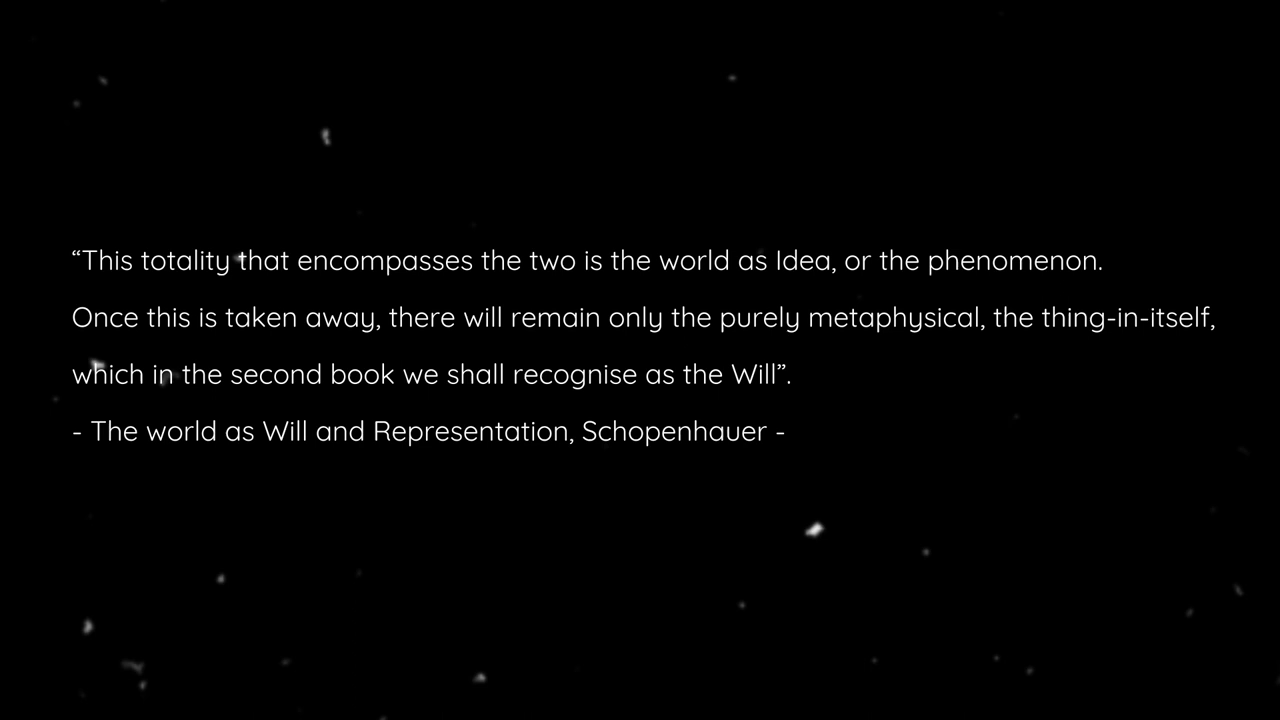 “This totality that encompasses the two is the world as Idea, or the phenomenon.
Once this is taken away, there will remain only the purely metaphysical, the thing-in-itself,
which in the second book we shall recognise as the Will”.
- The world as Will and Representation, Schopenhauer -